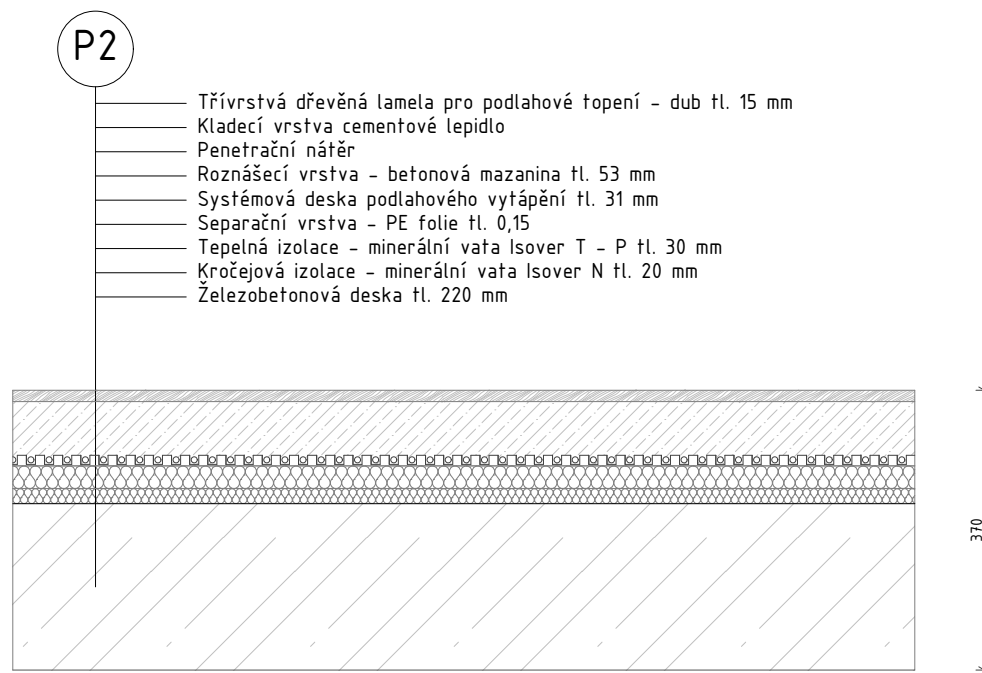 P2
Třívrstvá dřevěná lamela pro podlahové topení - dub tl. 15 mm
Kladecí vrstva cementové lepidlo
Penetrační nátěr
Roznášecí vrstva - betonová mazanina tl. 53 mm
Systémová deska podlahového vytápění tl. 31 mm
Separační vrstva - PE folie tl. 0,15
Tepelná izolace - minerální vata Isover T - P tl. 30 mm
Kročejová izolace - minerální vata Isover N tl. 20 mm
Železobetonová deska tl. 220 mm
370